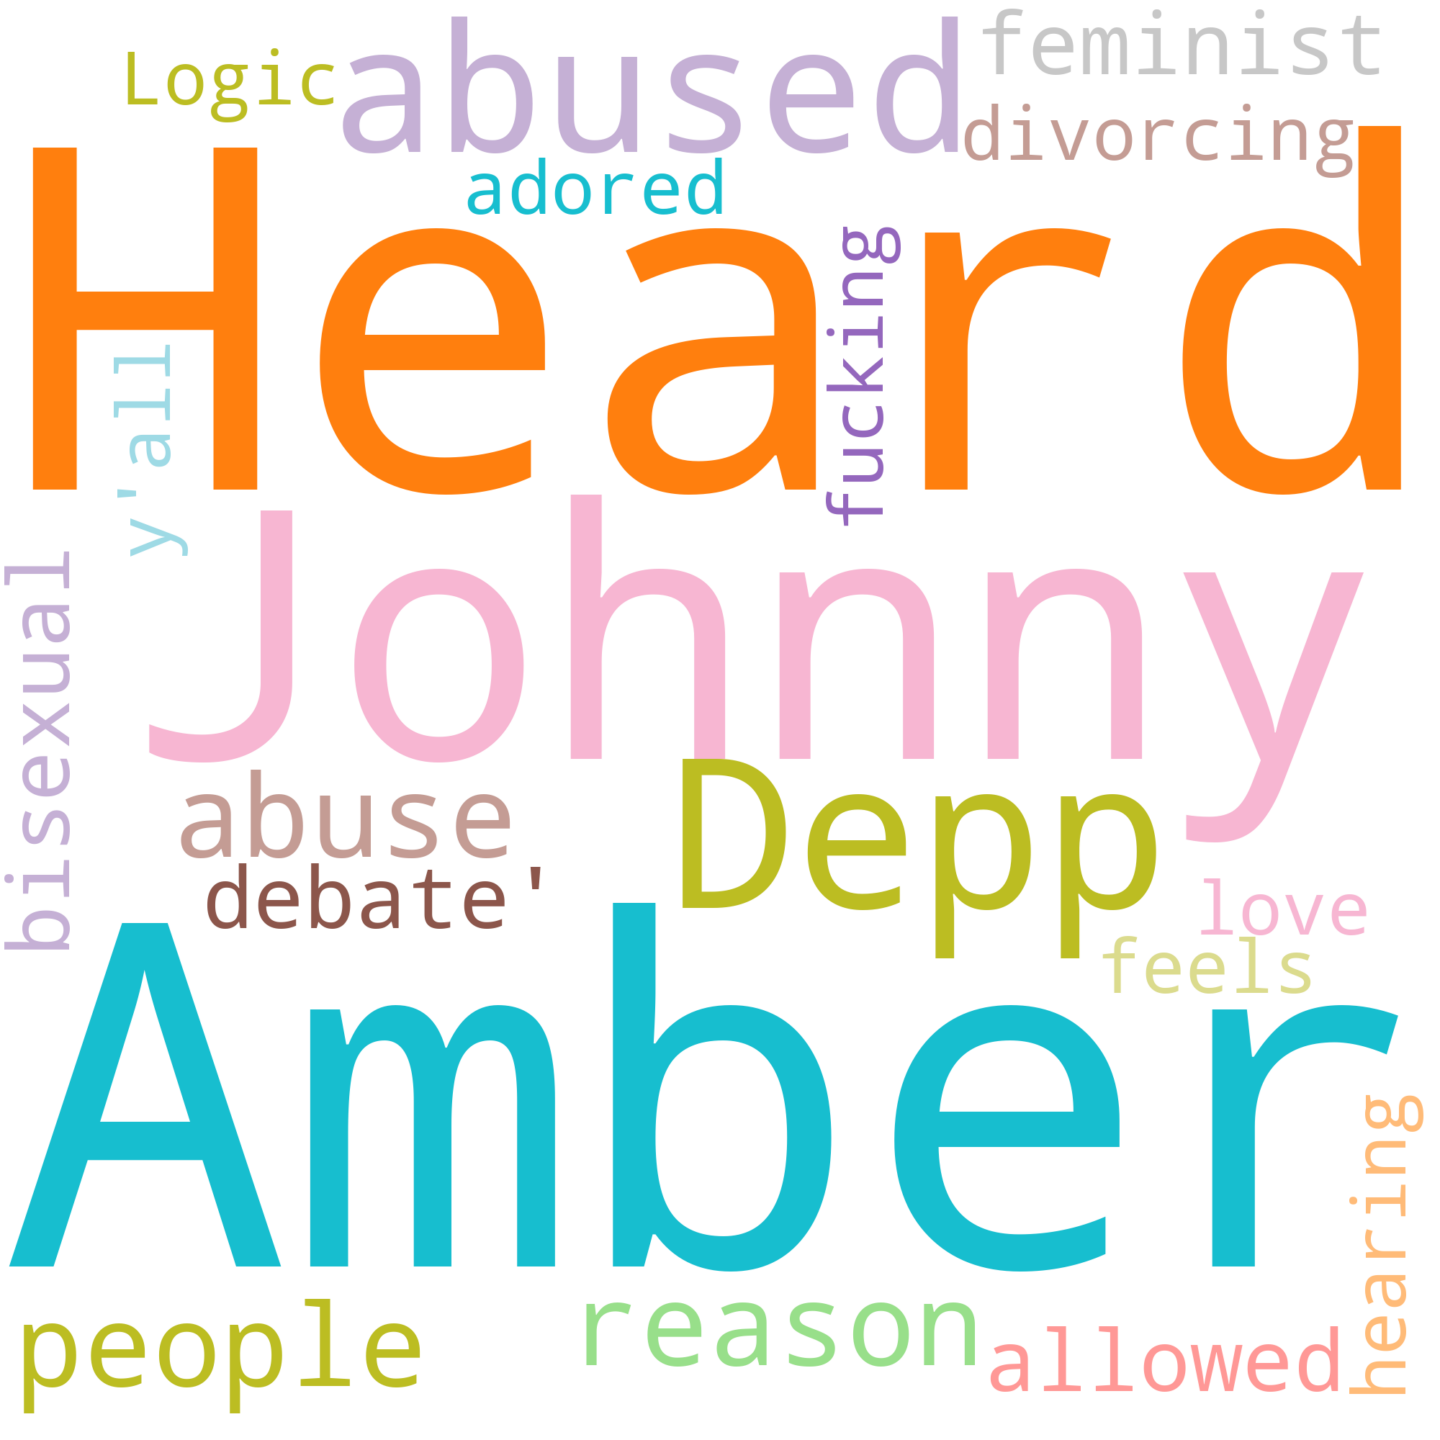 feminist
Logic
abused
divorcing
adored
Heard
fucking
y'all
Johnny
bisexual
Depp
abuse
debate'
love
feels
Amber
hearing
people
reason
allowed